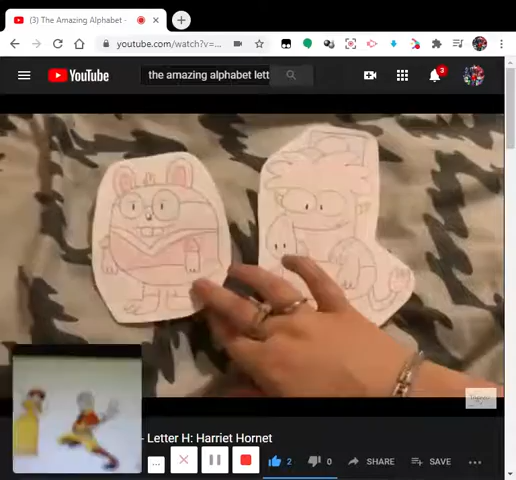 (3) The Amazing Alphabet -
youtube.com/watch?v=...
YouTube
the amazing alphabet lett
3
- Letter H: Harriet Hornet
2
0
SHARE
SAVE